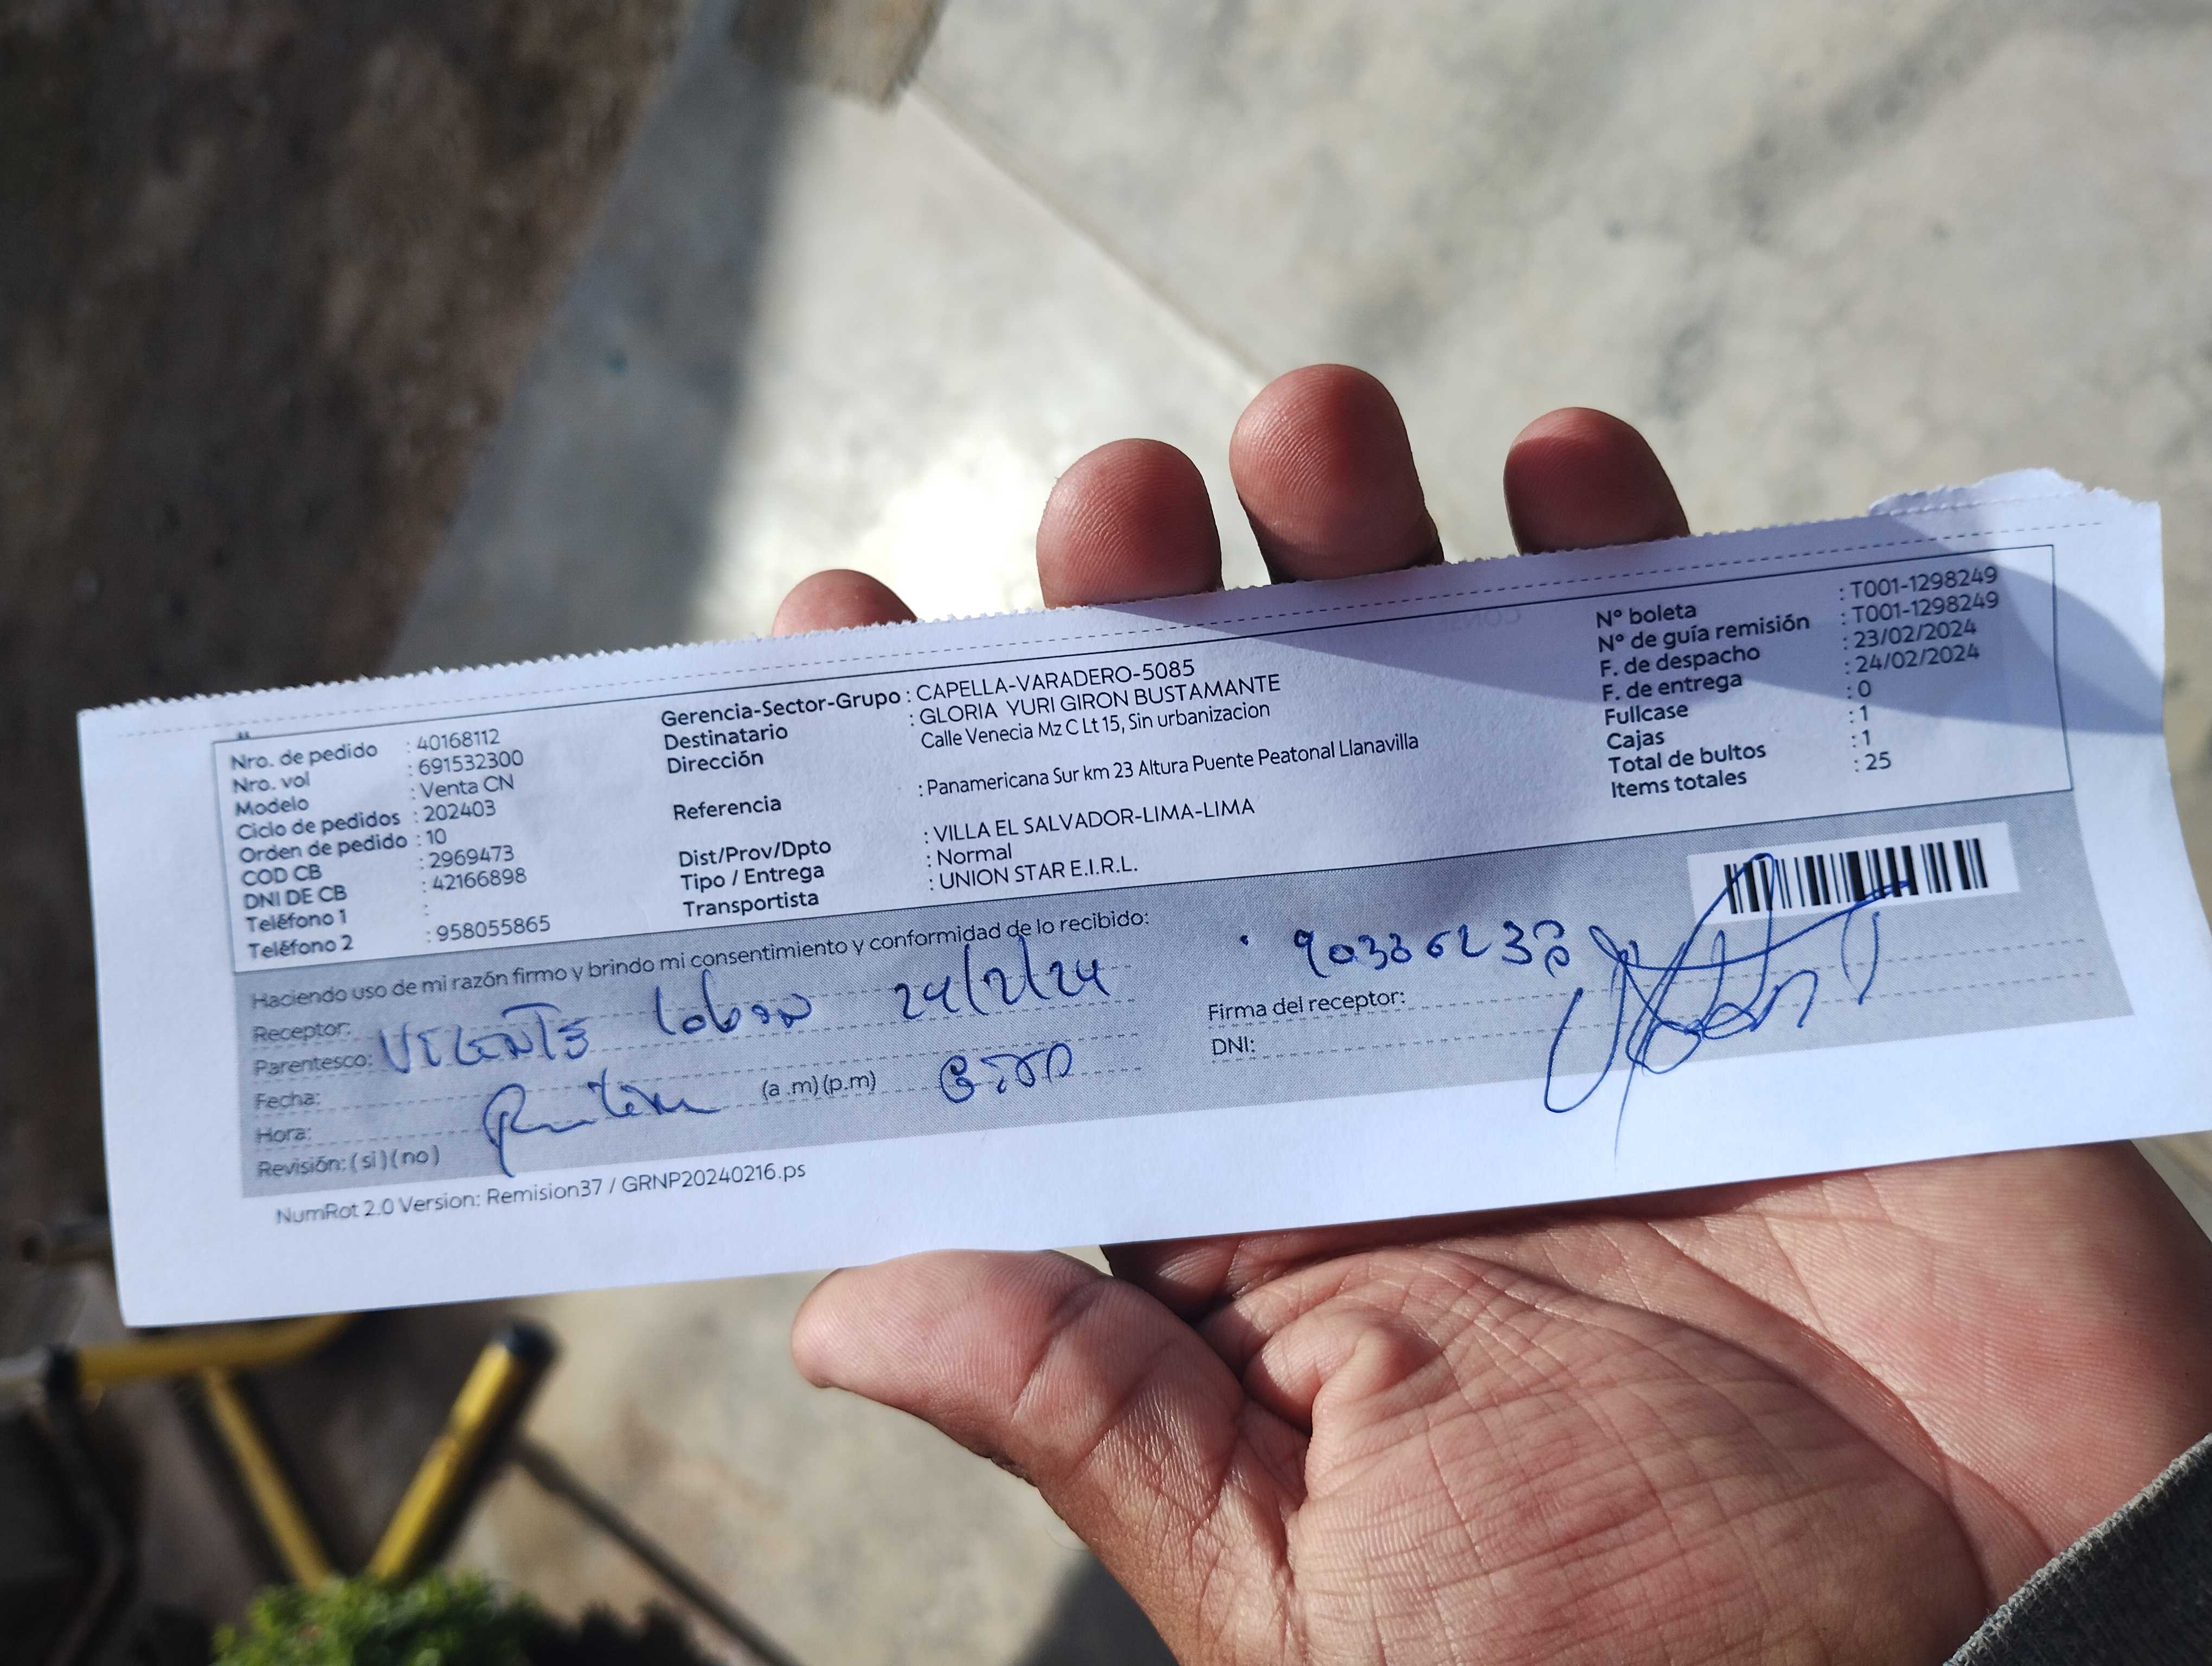 Nro. de pedido : 40168112
Nro. vol : 691532300
Modelo : Venta CN
Ciclo de pedidos : 202403
Orden de pedido : 10
COD CB : 2969473
DNI DE CB : 42166898
Teléfono 1 :
Teléfono 2 : 958055865
Gerencia-Sector-Grupo : CAPELLA-VARADERO-5085
Destinatario : GLORIA YURI GIRON BUSTAMANTE
Dirección Calle Venecia Mz C Lt 15, Sin urbanizacion
Referencia : Panamericana Sur km 23 Altura Puente Peatonal Llanavilla
Dist/Prov/Dpto : VILLA EL SALVADOR-LIMA-LIMA
Tipo / Entrega : Normal
Transportista : UNION STAR E.I.R.L.
N° boleta : T001-1298249
N° de guía remisión : T001-1298249
F. de despacho : 23/02/2024
F. de entrega : 24/02/2024
Fullcase : 0
Cajas : 1
Total de bultos : 1
Items totales : 25
Haciendo uso de mi razón firmo y brindo mi consentimiento y conformidad de lo recibido:
Receptor:
Parentesco: 24/2/24
Fecha:
Hora: (a .m) (p.m)
Revisión: ( si ) ( no )
Firma del receptor:
DNI:
NumRot 2.0 Version: Remision37 / GRNP20240216.ps